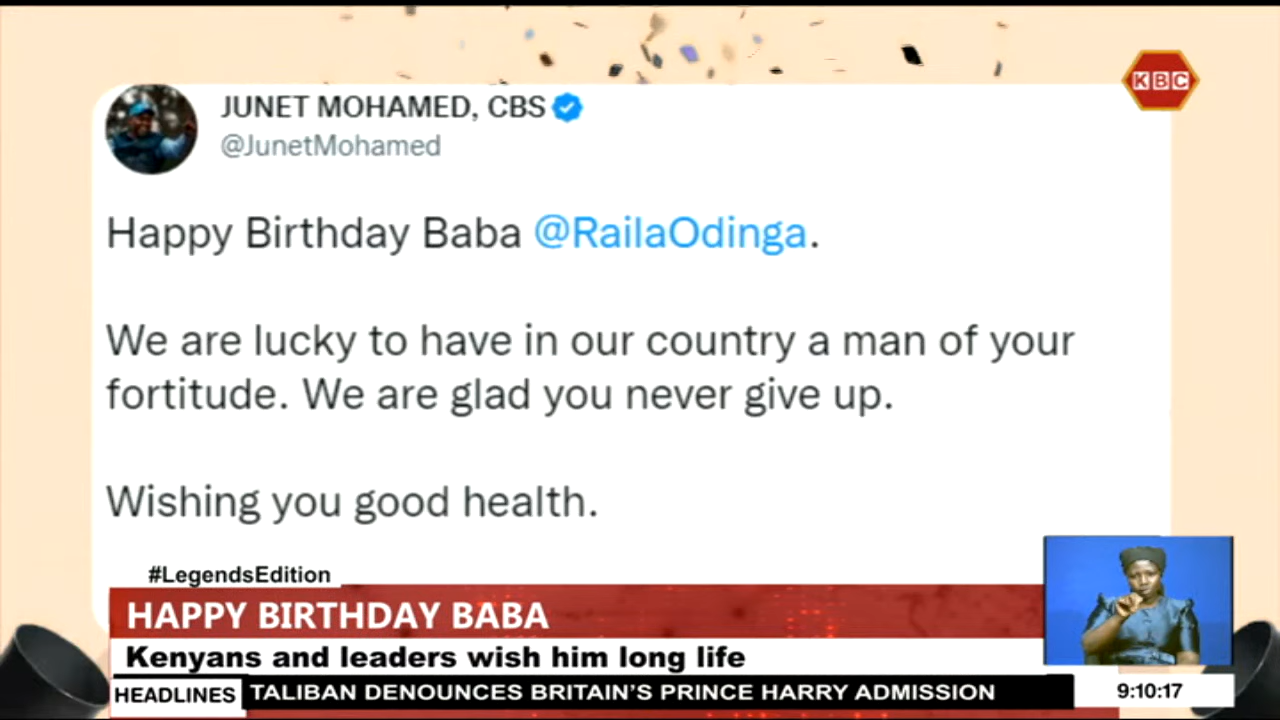 KBC
JUNET MOHAMED, CBS
@JunetMohamed
Happy Birthday Baba @RailaOdinga.
We are lucky to have in our country a man of your
fortitude. We are glad you never give up.
Wishing you good health.
#LegendsEdition
HAPPY BIRTHDAY BABA
Kenyans and leaders wish him long life
HEADLINES TALIBAN DENOUNCES BRITAIN'S PRINCE HARRY ADMISSION 9:10:17